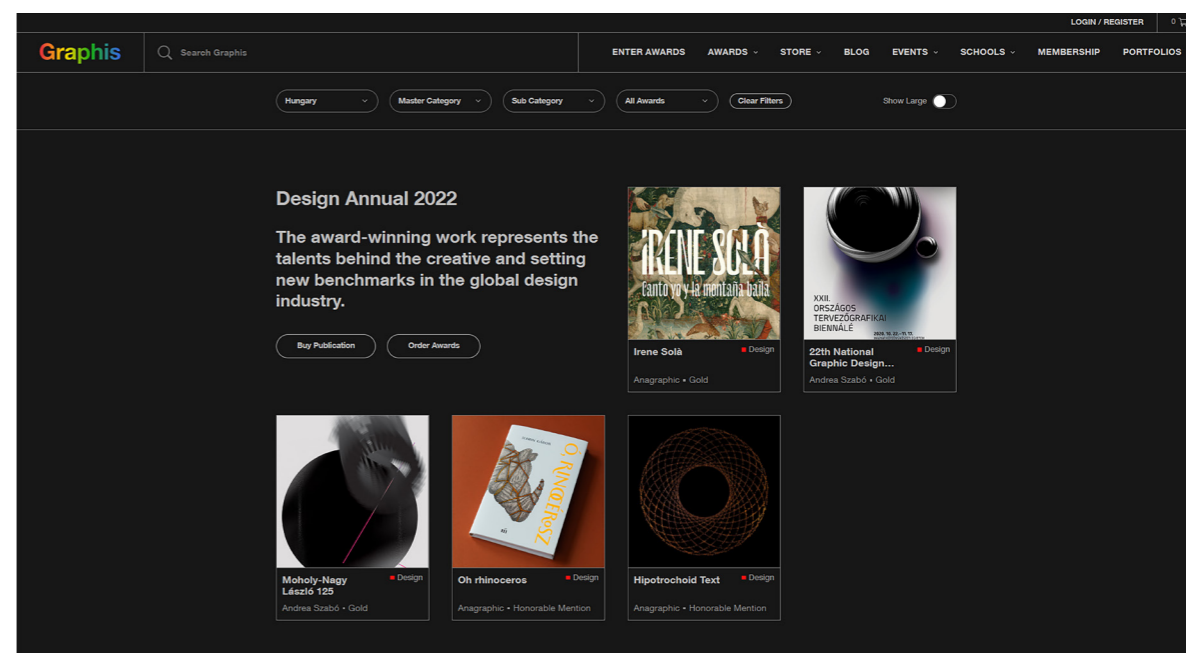 LOGIN / REGISTER
0
Graphis
Search Graphis
ENTER AWARDS
AWARDS
STORE
BLOG
EVENTS
SCHOOLS
MEMBERSHIP
PORTFOLIOS
Hungary
Master Category
Sub Category
All Awards
Clear Filters
Show Large
Design Annual 2022
The award-winning work represents the
talents behind the creative and setting
new benchmarks in the global design
industry.
Buy Publication
Order Awards
IRENE SOLÀ
Canto yo y la montaña baila
Irene Solà
Design
Anagraphic • Gold
XXII.
ORSZÁGOS
TERVEZŐGRAFIKAI
BIENNÁLÉ
2020. 10. 22.–11. 17.
22th National
Graphic Design...
Design
Andrea Szabó • Gold
Moholy-Nagy
László 125
Design
Andrea Szabó • Gold
Ó, RINOCÉROSZ
Oh rhinoceros
Design
Anagraphic • Honorable Mention
Hipotrochoid Text
Design
Anagraphic • Honorable Mention